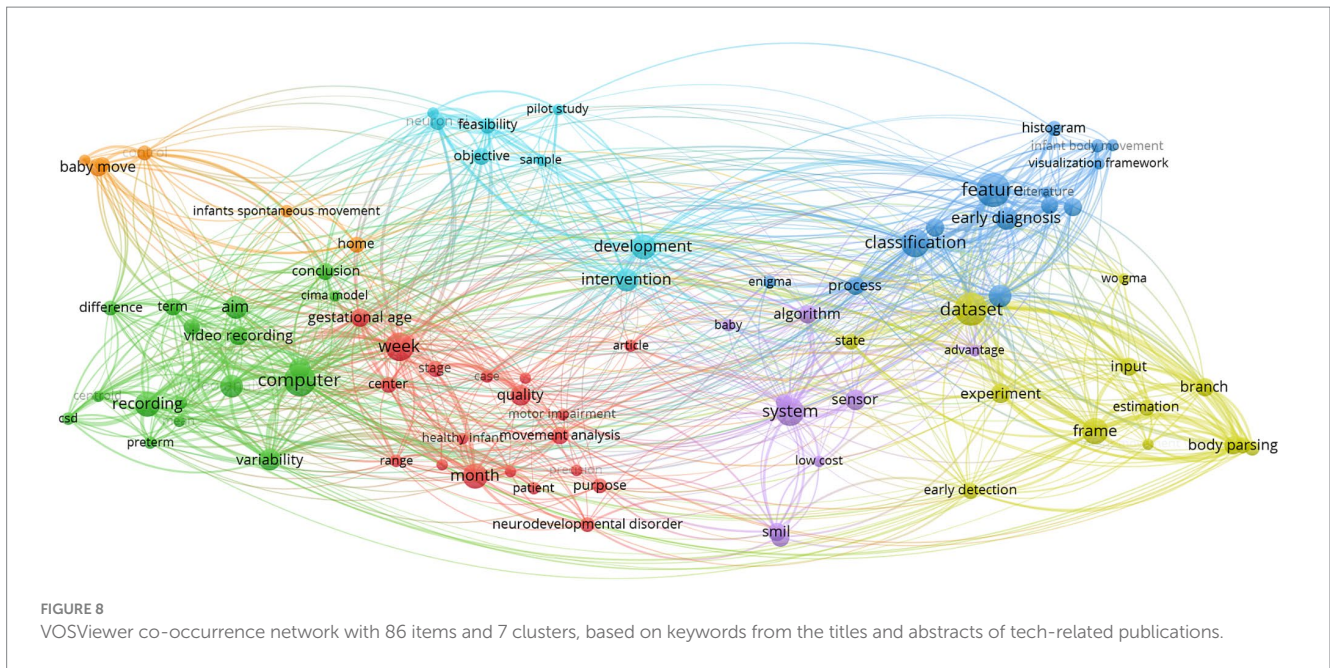 pilot study
neuron
feasibility
histogram
infant body movement
control
objective
sample
visualization framework
baby move
feature
literature
infants spontaneous movement
early diagnosis
home
development
classification
conclusion
intervention
enigma
process
wo gma
cima model
difference
term
aim
gestational age
algorithm
dataset
baby
video recording
week
article
state
advantage
stage
case
input
computer
center
quality
branch
centroid
recording
sensor
experiment
estimation
csd
motor impairment
system
preterm
healthy infant
movement analysis
frame
body parsing
variability
range
low cost
month
precision
patient
purpose
early detection
neurodevelopmental disorder
smil
FIGURE 8
VOSViewer co-occurrence network with 86 items and 7 clusters, based on keywords from the titles and abstracts of tech-related publications.